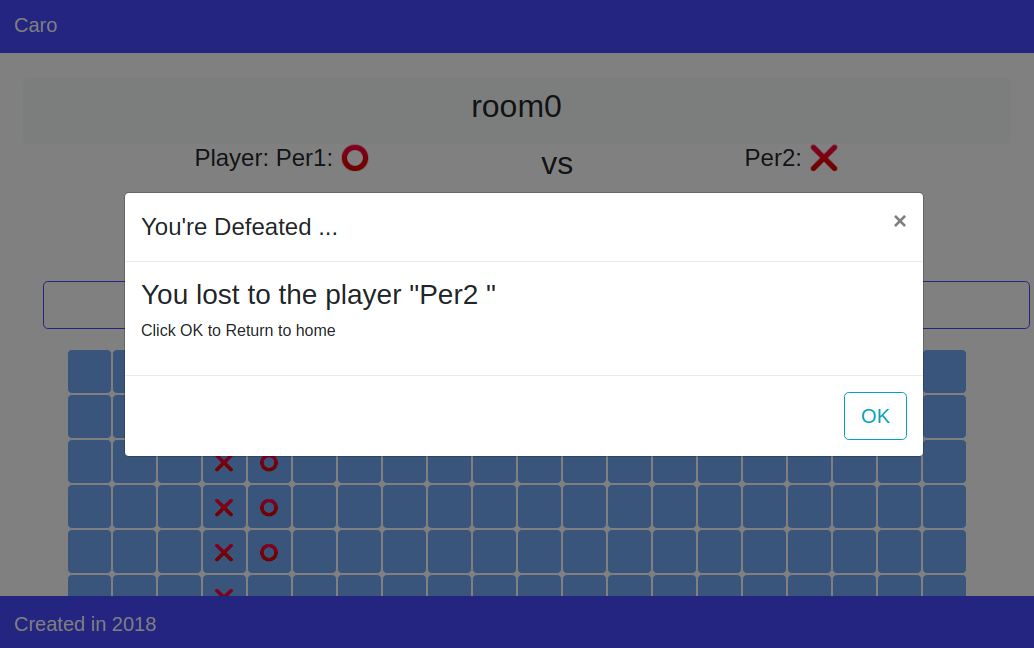 Caro
room0
Player: Per1:
vs
Per2:
You're Defeated ...
×
You lost to the player "Per2 "
Click OK to Return to home
OK
Created in 2018